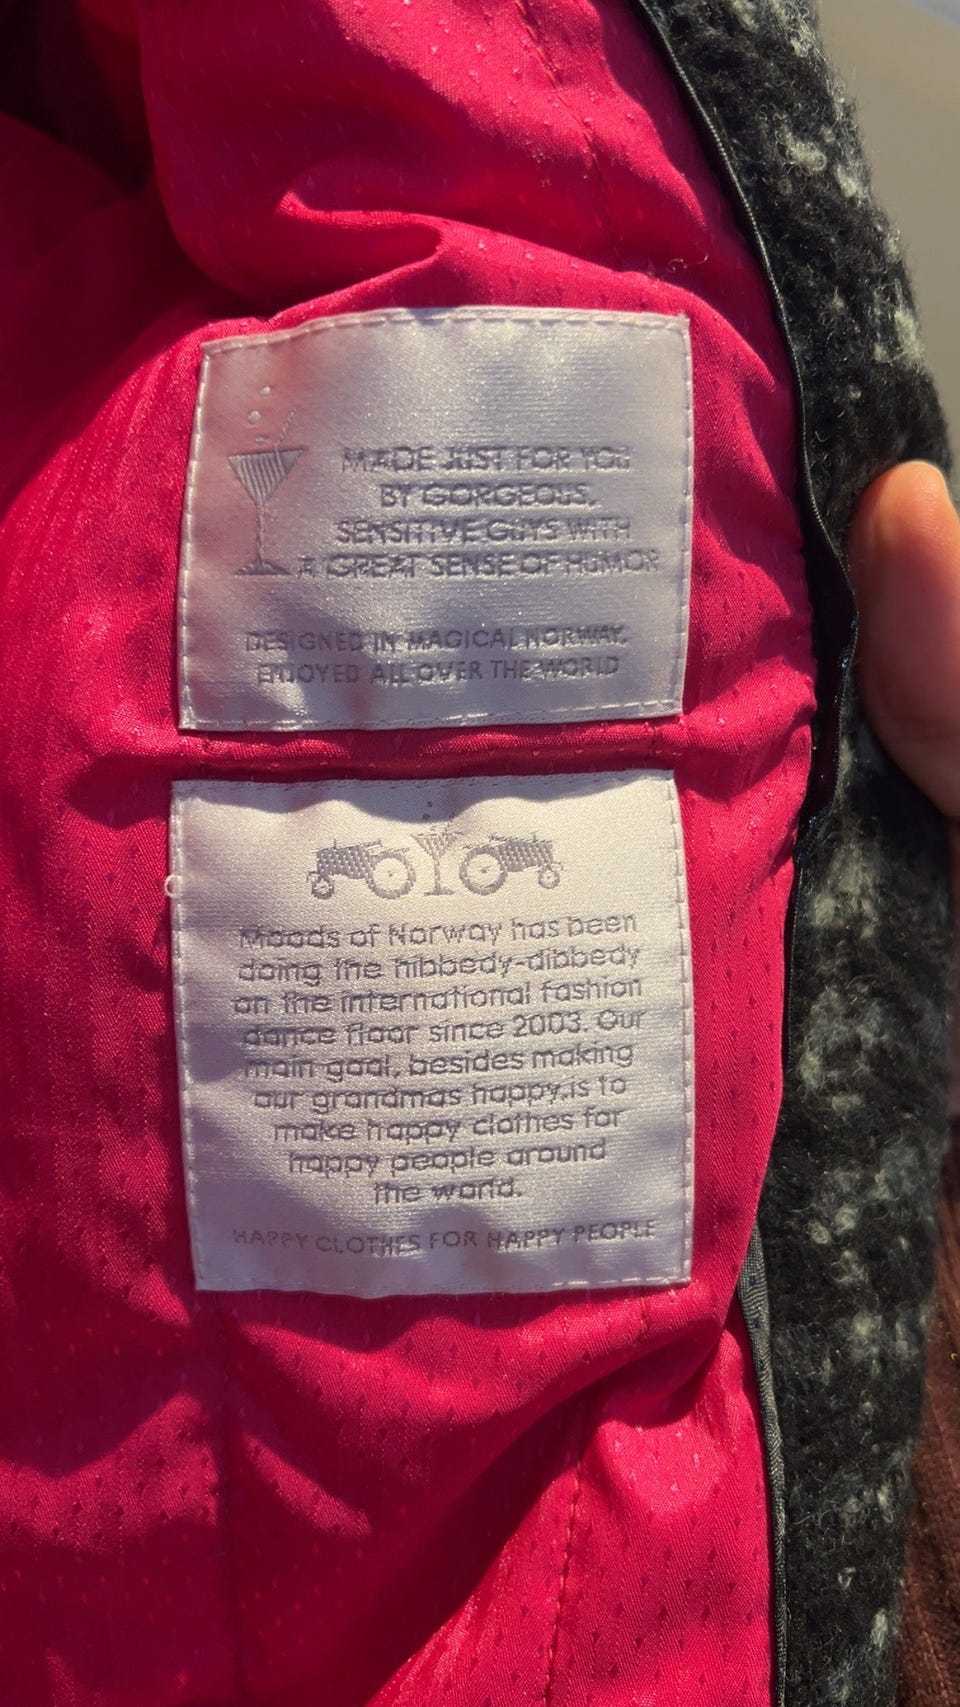 MADE JUST FOR YOU
BY GORGEOUS,
SENSITIVE GUYS WITH
A GREAT SENSE OF HUMOR
DESIGNED IN MAGICAL NORWAY,
ENJOYED ALL OVER THE WORLD
Moods of Norway has been
doing the hibbedy-dibbedy
on the international fashion
dance floor since 2003. Our
main goal, besides making
our grandmas happy, is to
make happy clothes for
happy people around
the world.
HAPPY CLOTHES FOR HAPPY PEOPLE